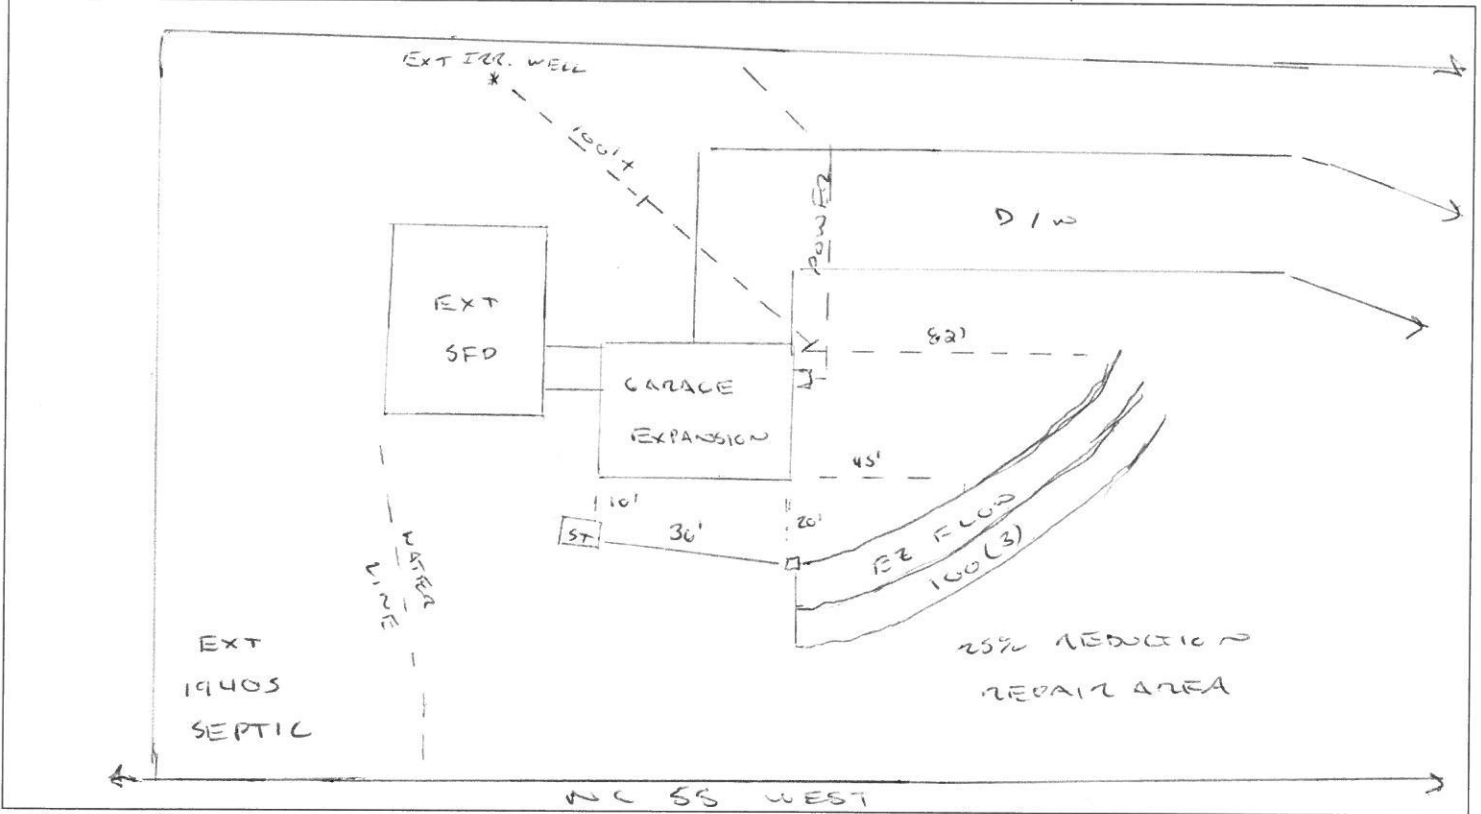 EXT IRR. WELL
100'+
POWER
D/W
EXT
SFD
82'
GARAGE
EXPANSION
45'
10'
20'
ST
30'
EZ FLOW
100(3)
WATER
LINE
EXT
1940S
SEPTIC
25% REDUCTION
REPAIR AREA
NC 55 WEST